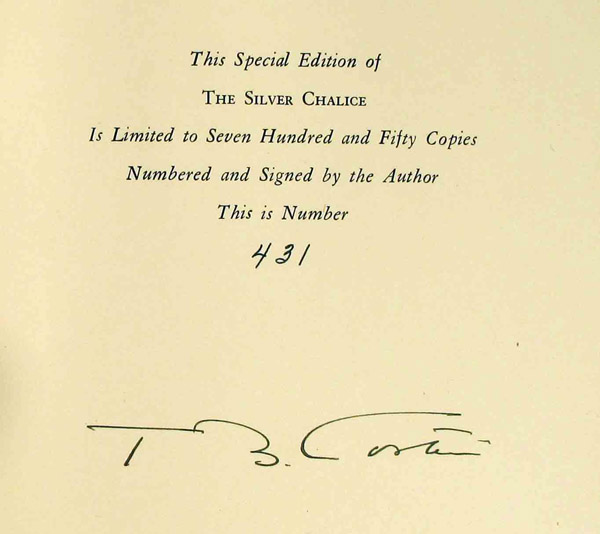 This Special Edition of
THE SILVER CHALICE
Is Limited to Seven Hundred and Fifty Copies
Numbered and Signed by the Author
This is Number
431
T B. Costain